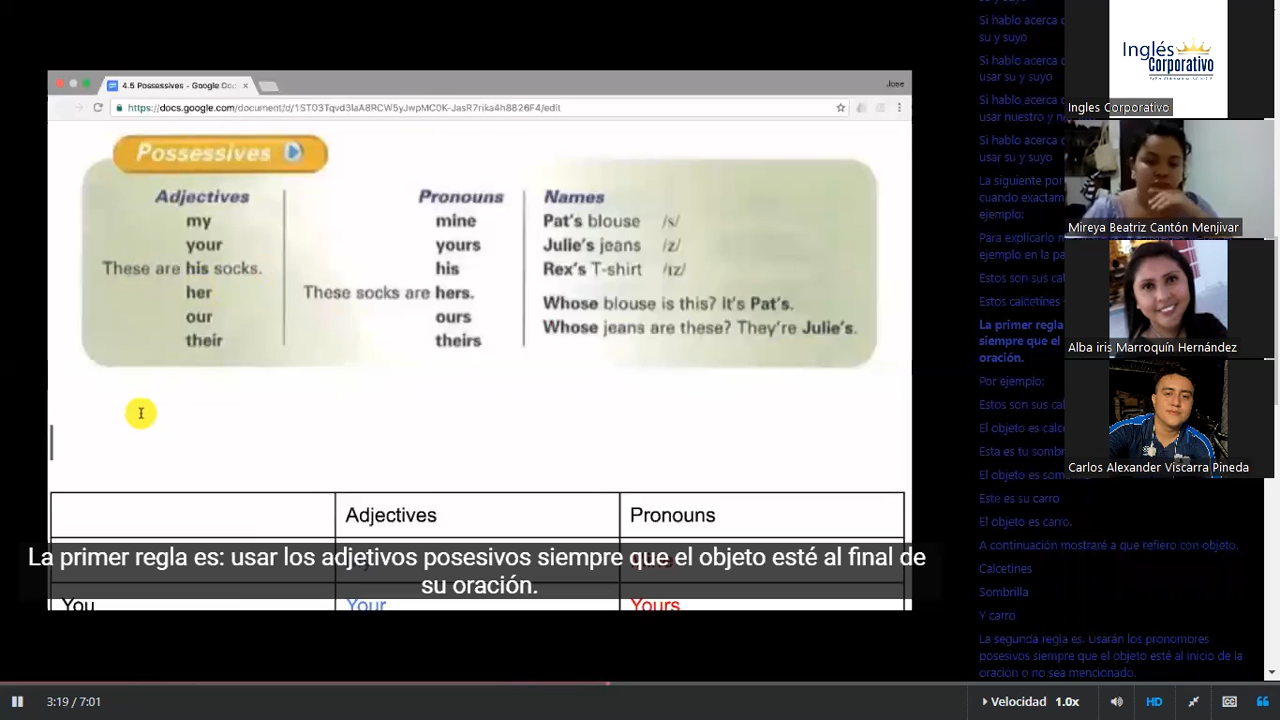 4.5 Possessives - Google Do
Jose
https://docs.google.com/document/d/1ST03Tqvd3laA8RCW5yJwpMC0K-JasR7rika4h8826F4/edit
Possessives
Adjectives
my
your
These are his socks.
her
our
their
Pronouns
mine
yours
his
These socks are hers.
ours
theirs
Names
Pat's blouse /s/
Julie's jeans /z/
Rex's T-shirt /ɪz/
Whose blouse is this? It's Pat's.
Whose jeans are these? They're Julie's.
Adjectives Pronouns
You Your Yours
La primer regla es: usar los adjetivos posesivos siempre que el objeto esté al final de
su oración.
3:19 / 7:01
Velocidad 1.0x
HD
CC
Si hablo acerca
su y suyo
Si hablo acerca
usar su y suyo
Si hablo acerca
usar nuestro y
Si hablo acerca
usar su y suyo
La siguiente
cuando exactam
ejemplo:
Para explicarlo
ejemplo en la
Estos son sus
Estos calcetines
La primer regla
siempre que el
oración.
Por ejemplo:
Estos son sus
El objeto es
Esta es tu
El objeto es
Este es su carro
El objeto es carro.
A continuación mostraré a que refiero con objeto.
Calcetines
Sombrilla
Y carro
La segunda regla es. Usarán los pronombres
posesivos siempre que el objeto esté al inicio de la
oración o no sea mencionado.
Inglés
Corporativo
Ingles Corporativo
Mireya Beatriz Cantón Menjivar
Alba iris Marroquín Hernández
Carlos Alexander Viscarra Pineda